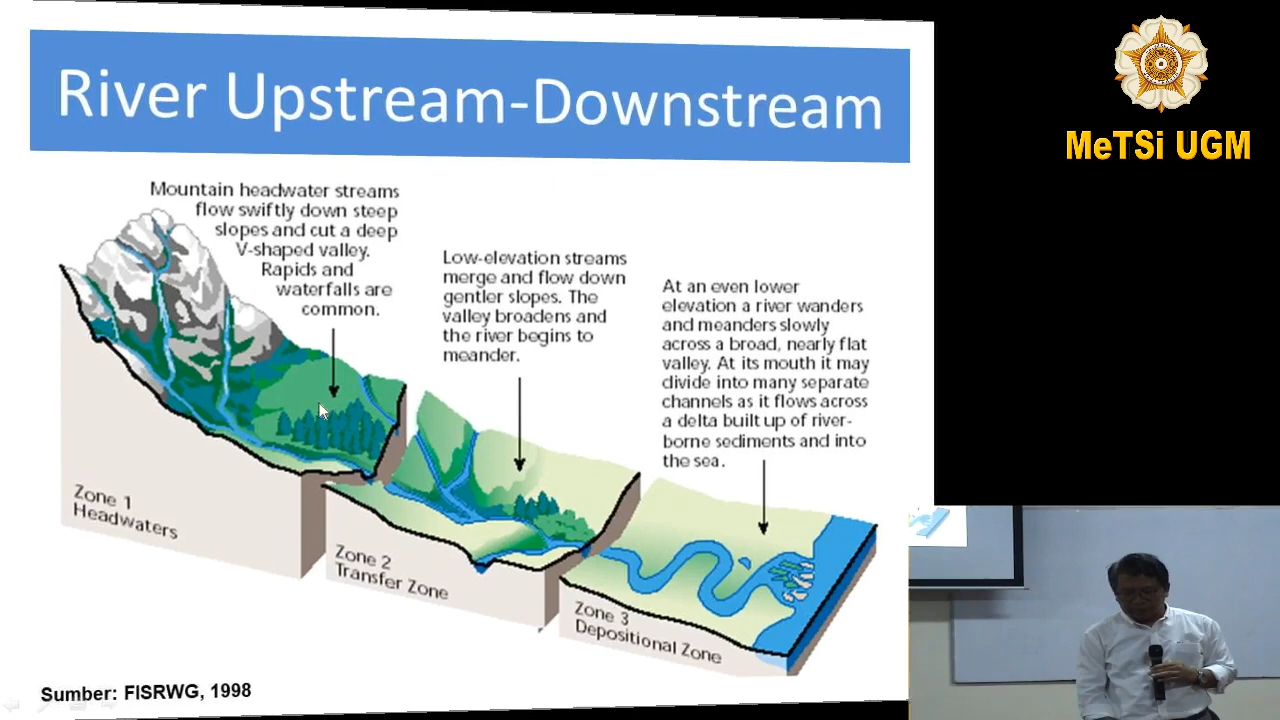 River Upstream-Downstream
MeTSi UGM
Mountain headwater streams
flow swiftly down steep
slopes and cut a deep
V-shaped valley.
Rapids and
waterfalls are
common.
Low-elevation streams
merge and flow down
gentler slopes. The
valley broadens and
the river begins to
meander.
At an even lower
elevation a river wanders
and meanders slowly
across a broad, nearly flat
valley. At its mouth it may
divide into many separate
channels as it flows across
a delta built up of river-
borne sediments and into
the sea.
Zone 1
Headwaters
Zone 2
Transfer Zone
Zone 3
Depositional Zone
Sumber: FISRWG, 1998